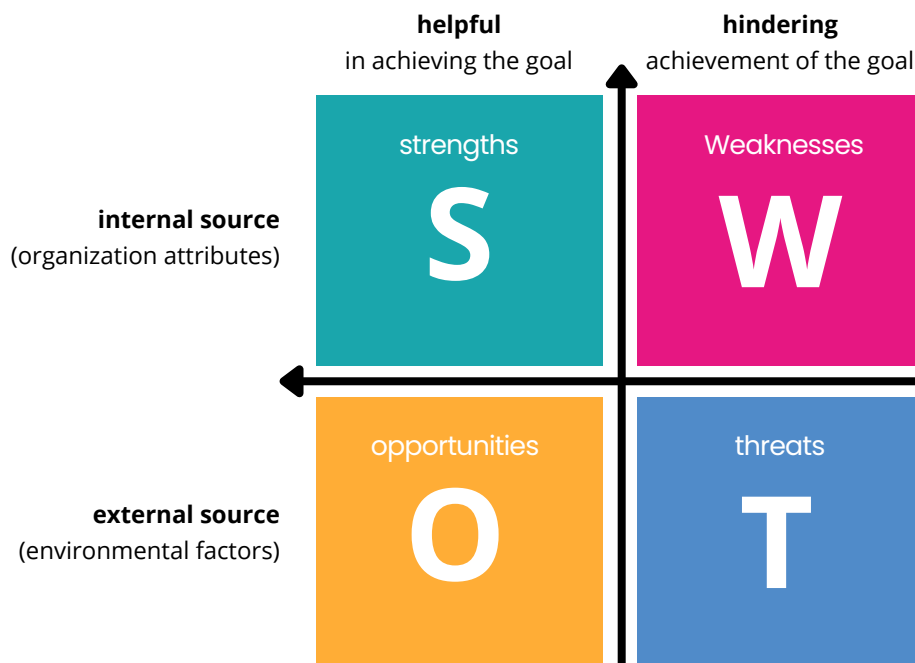 helpful
in achieving the goal
hindering
achievement of the goal
internal source
(organization attributes)
strengths
S
Weaknesses
W
external source
(environmental factors)
opportunities
O
threats
T